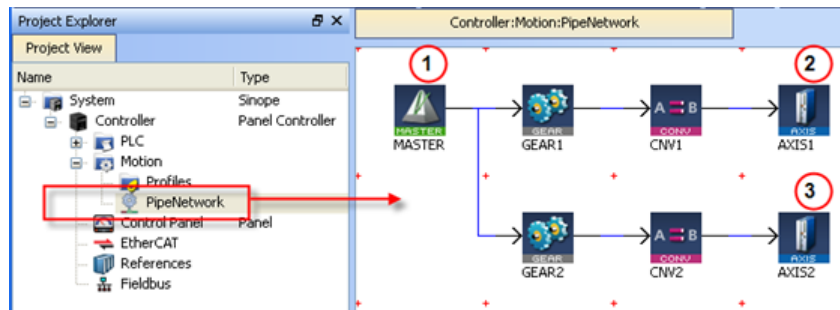 Project Explorer
Project View
Name Type
System Sinope
Controller Panel Controller
PLC
Motion
Profiles
PipeNetwork
Control Panel Panel
EtherCAT
References
Fieldbus
Controller:Motion:PipeNetwork
1 2
MASTER GEAR A B CONV AXIS
MASTER GEAR1 CNV1 AXIS1
3
GEAR A B CONV AXIS
GEAR2 CNV2 AXIS2